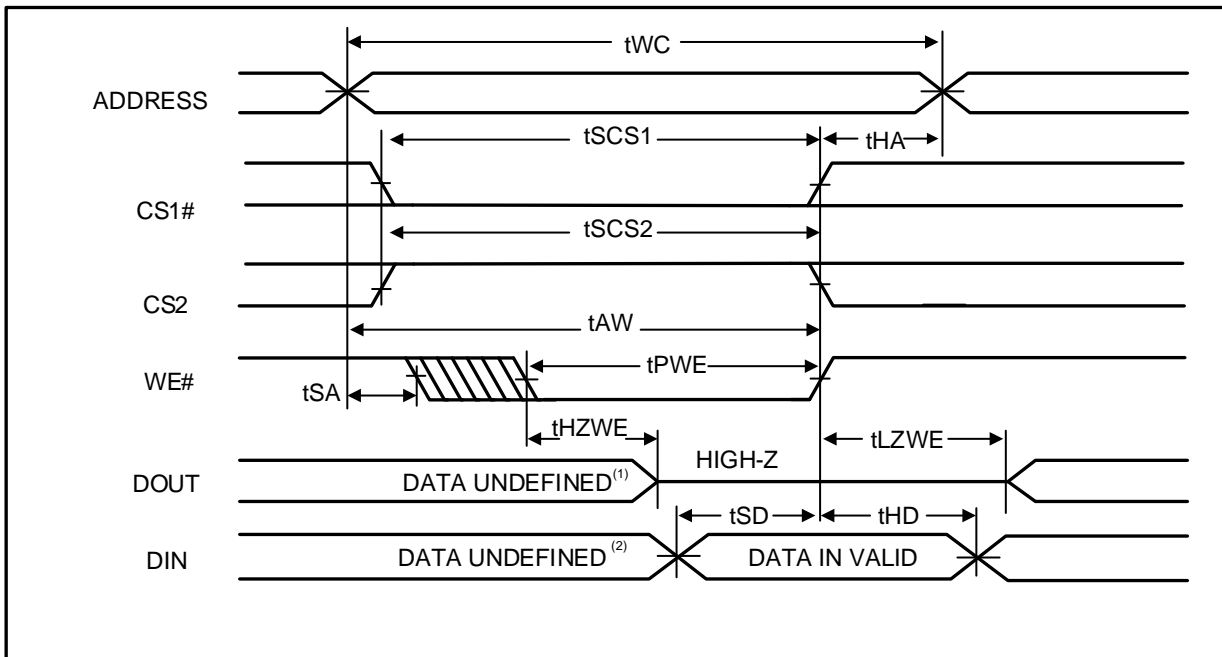 tWC
ADDRESS
tSCS1
tHA
CS1#
tSCS2
CS2
tAW
WE#
tPWE
tSA
tHZWE
tLZWE
HIGH-Z
DOUT
DATA UNDEFINED(1)
tSD
tHD
DIN
DATA UNDEFINED (2)
DATA IN VALID